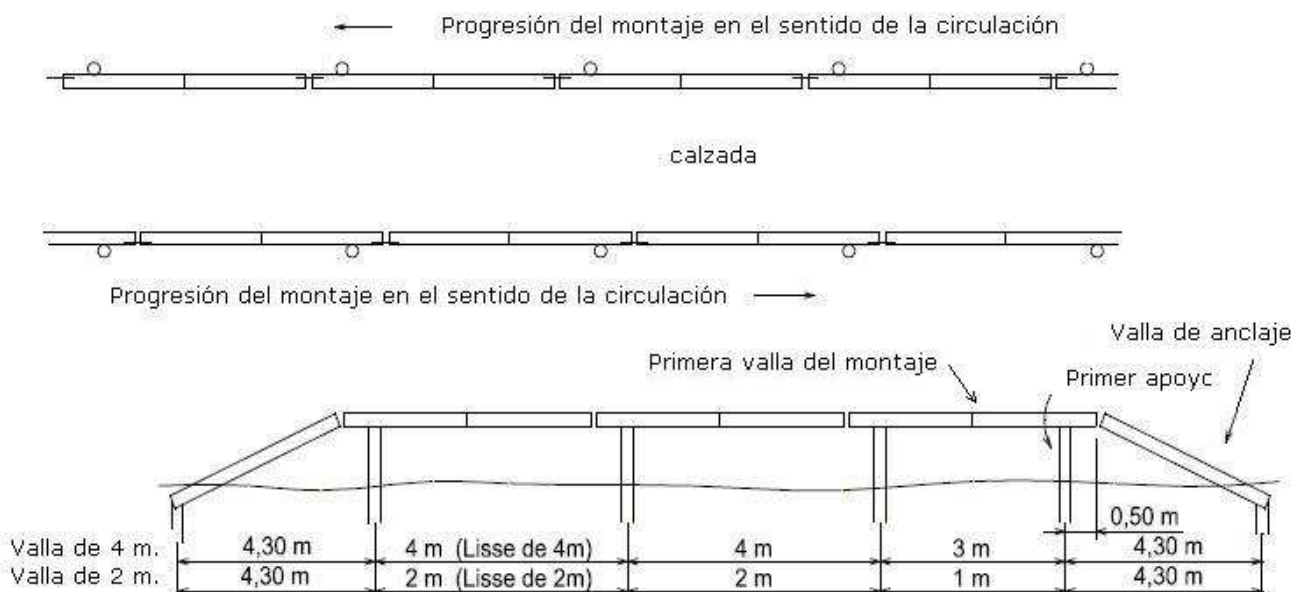 Progresión del montaje en el sentido de la circulación
calzada
Progresión del montaje en el sentido de la circulación
Valla de anclaje
Primera valla del montaje
Primer apoyc
0,50 m
Valla de 4 m. 4,30 m 4 m (Lisse de 4m) 4 m 3 m 4,30 m
Valla de 2 m. 4,30 m 2 m (Lisse de 2m) 2 m 1 m 4,30 m